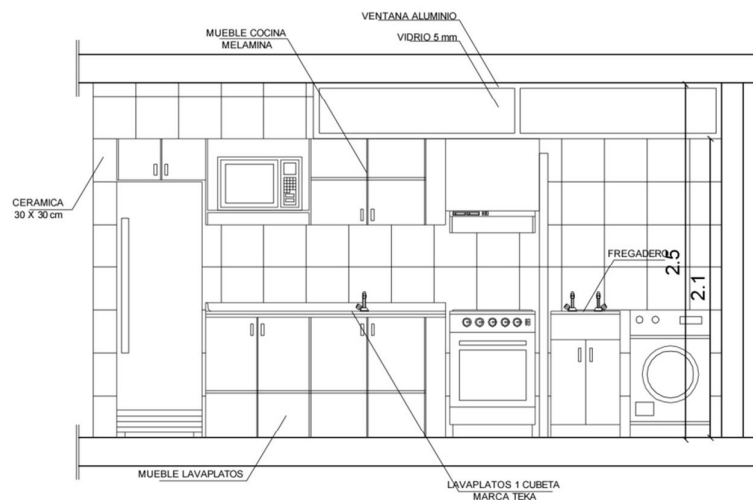 VENTANA ALUMINIO
VIDRIO 5 mm
MUEBLE COCINA
MELAMINA
CERAMICA
30 X 30 cm
FREGADERO
2.5
2.1
MUEBLE LAVAPLATOS
LAVAPLATOS 1 CUBETA
MARCA TEKA